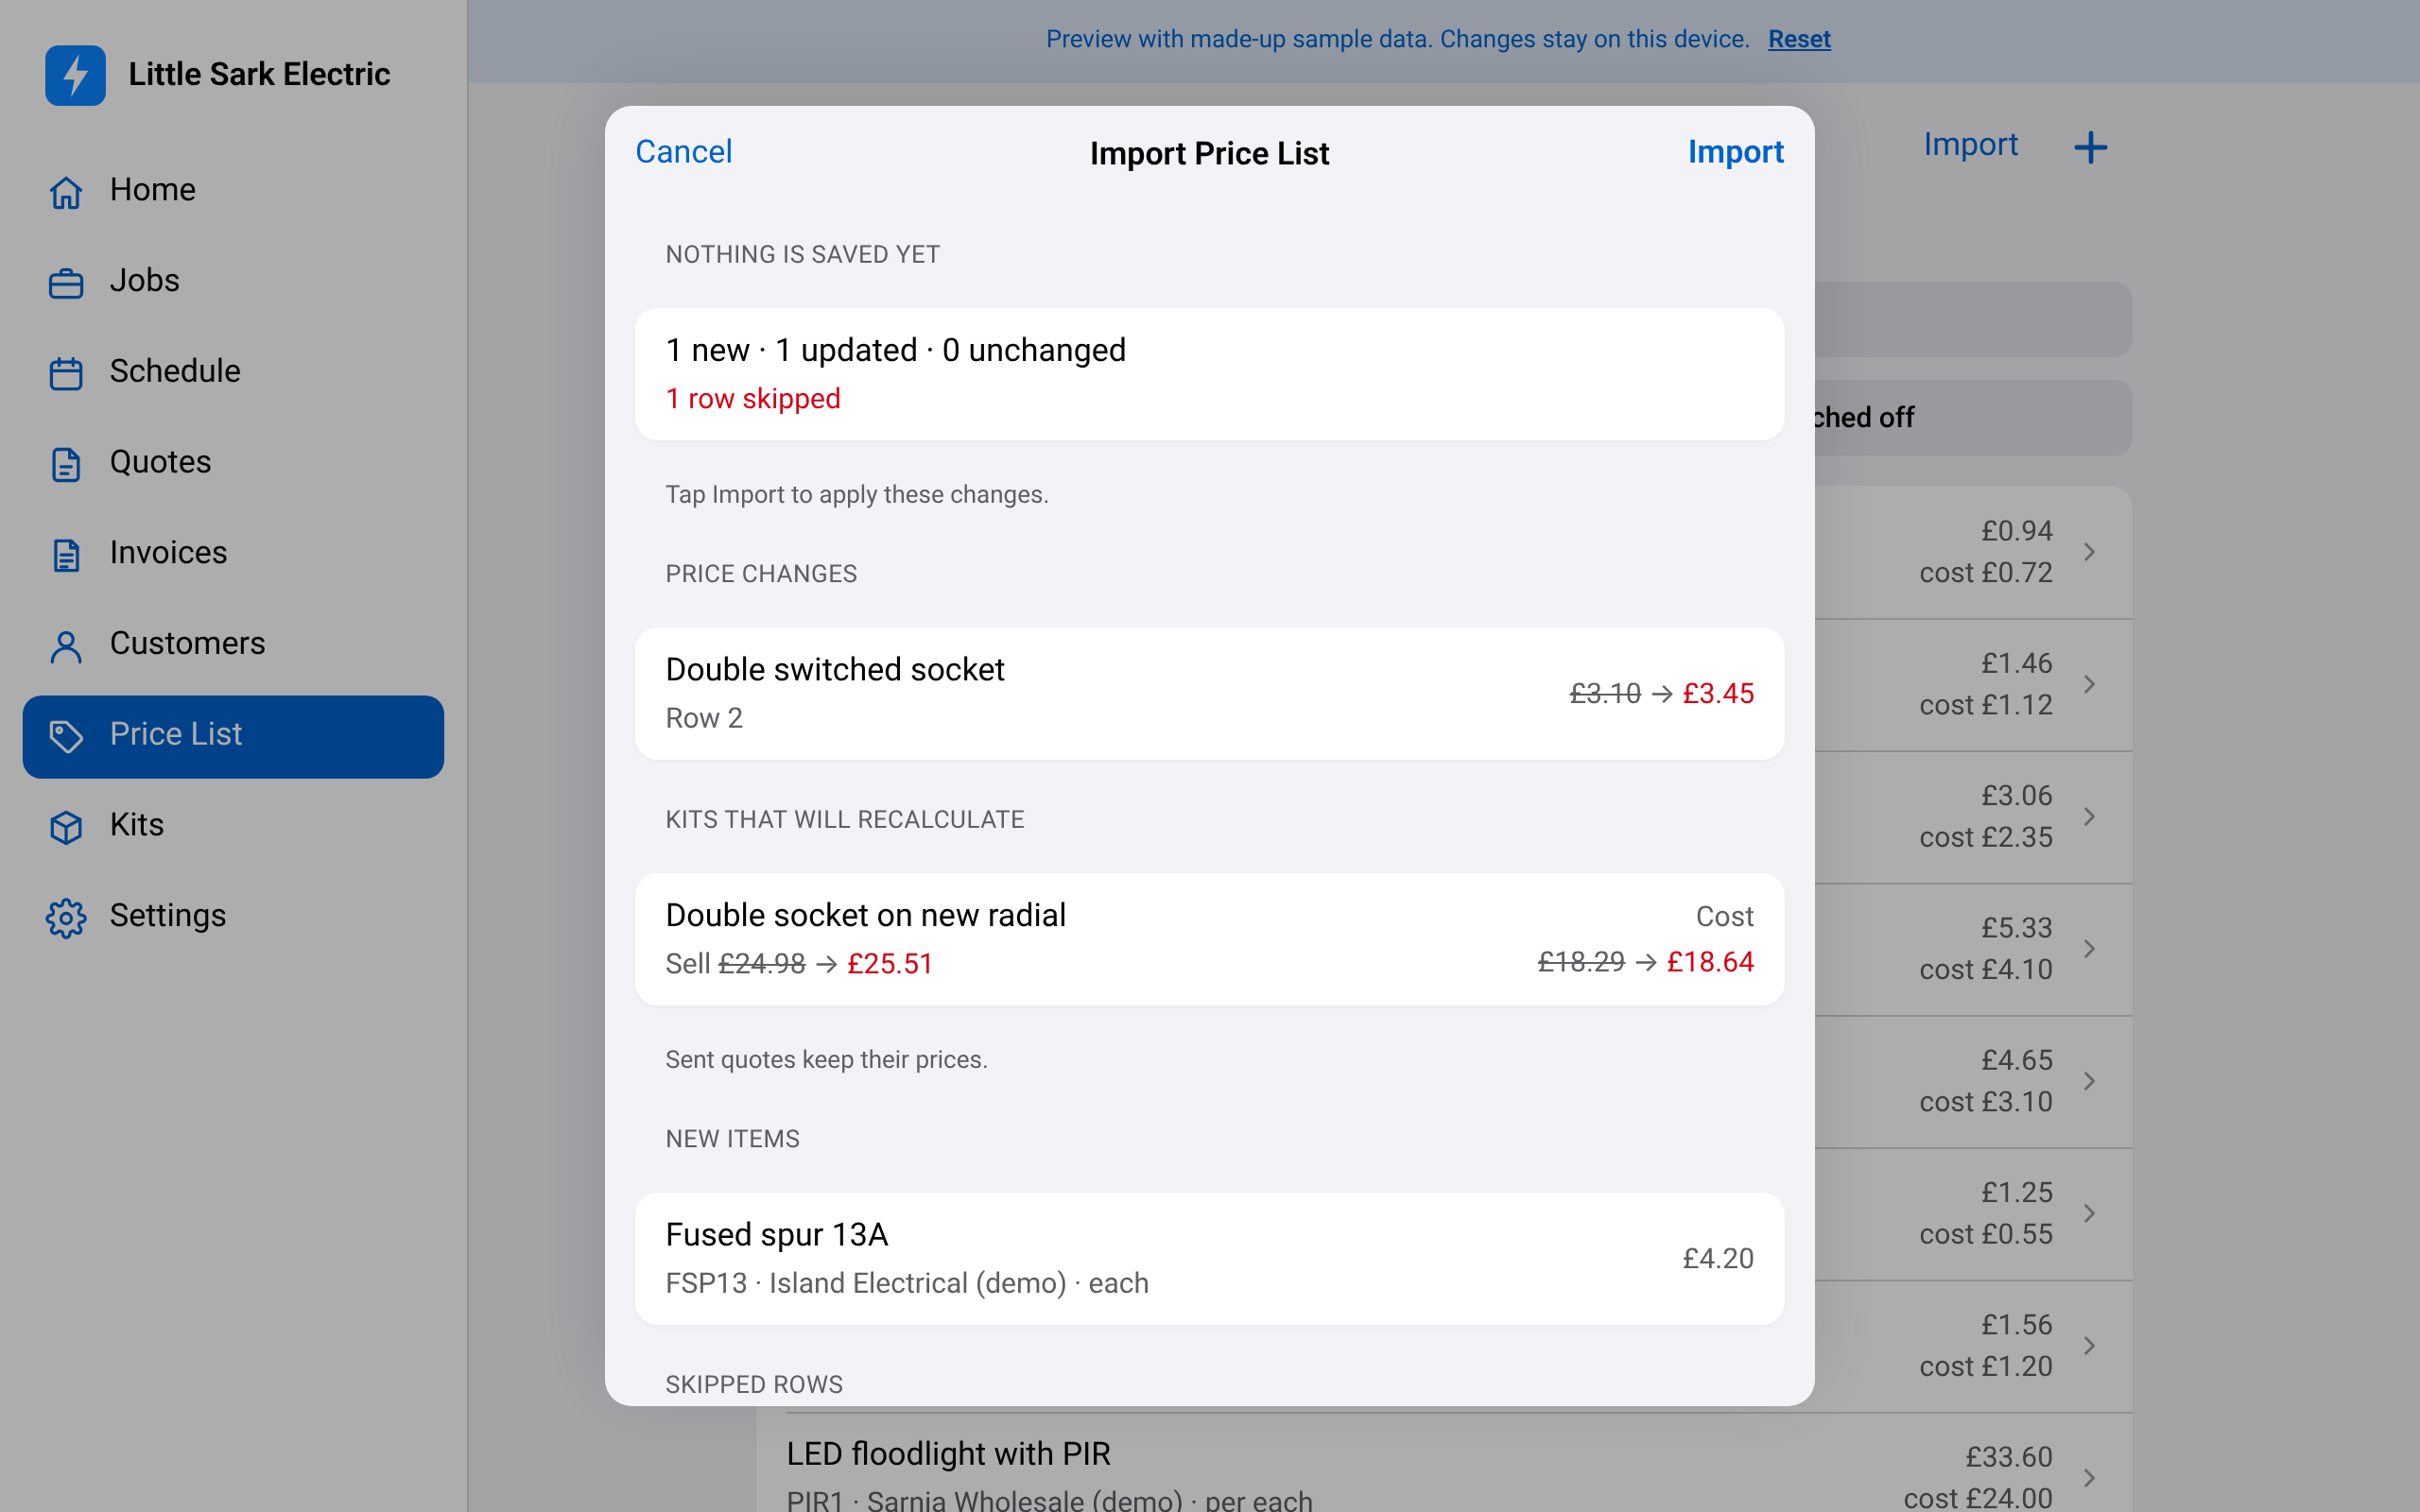 Little Sark Electric
Home
Jobs
Schedule
Quotes
Invoices
Customers
Price List
Kits
Settings
Preview with made-up sample data. Changes stay on this device. Reset
Import +
Cancel Import Price List Import
NOTHING IS SAVED YET
1 new · 1 updated · 0 unchanged
1 row skipped
Tap Import to apply these changes.
PRICE CHANGES
Double switched socket
Row 2
£3.10 → £3.45
KITS THAT WILL RECALCULATE
Double socket on new radial
Sell £24.98 → £25.51
Cost
£18.29 → £18.64
Sent quotes keep their prices.
NEW ITEMS
Fused spur 13A
FSP13 · Island Electrical (demo) · each
£4.20
SKIPPED ROWS
ched off
£0.94
cost £0.72
£1.46
cost £1.12
£3.06
cost £2.35
£5.33
cost £4.10
£4.65
cost £3.10
£1.25
cost £0.55
£1.56
cost £1.20
LED floodlight with PIR
PIR1 · Sarnia Wholesale (demo) · per each
£33.60
cost £24.00